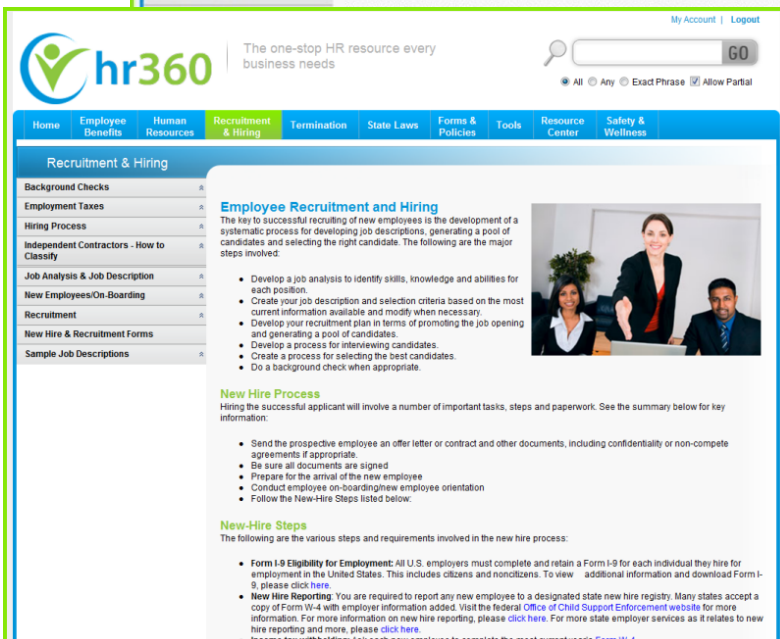 My Account | Logout
hr360
The one-stop HR resource every
business needs
GO
All Any Exact Phrase Allow Partial
Home
Employee
Benefits
Human
Resources
Recruitment
& Hiring
Termination
State Laws
Forms &
Policies
Tools
Resource
Center
Safety &
Wellness
Recruitment & Hiring
Background Checks
Employment Taxes
Hiring Process
Independent Contractors - How to
Classify
Job Analysis & Job Description
New Employees/On-Boarding
Recruitment
New Hire & Recruitment Forms
Sample Job Descriptions
Employee Recruitment and Hiring
The key to successful recruiting of new employees is the development of a
systematic process for developing job descriptions, generating a pool of
candidates and selecting the right candidate. The following are the major
steps involved:
Develop a job analysis to identify skills, knowledge and abilities for
each position.
Create your job description and selection criteria based on the most
current information available and modify when necessary.
Develop your recruitment plan in terms of promoting the job opening
and generating a pool of candidates.
Develop a process for interviewing candidates.
Create a process for selecting the best candidates.
Do a background check when appropriate.
New Hire Process
Hiring the successful applicant will involve a number of important tasks, steps and paperwork. See the summary below for key
information:
Send the prospective employee an offer letter or contract and other documents, including confidentiality or non-compete
agreements if appropriate.
Be sure all documents are signed
Prepare for the arrival of the new employee
Conduct employee on-boarding/new employee orientation
Follow the New-Hire Steps listed below:
New-Hire Steps
The following are the various steps and requirements involved in the new hire process:
Form I-9 Eligibility for Employment: All U.S. employers must complete and retain a Form I-9 for each individual they hire for
employment in the United States. This includes citizens and noncitizens. To view additional information and download Form I-
9, please click here.
New Hire Reporting: You are required to report any new employee to a designated state new hire registry. Many states accept a
copy of Form W-4 with employer information added. Visit the federal Office of Child Support Enforcement website for more
information. For more information on new hire reporting, please click here. For more state employer services as it relates to new
hire reporting and more, please click here.